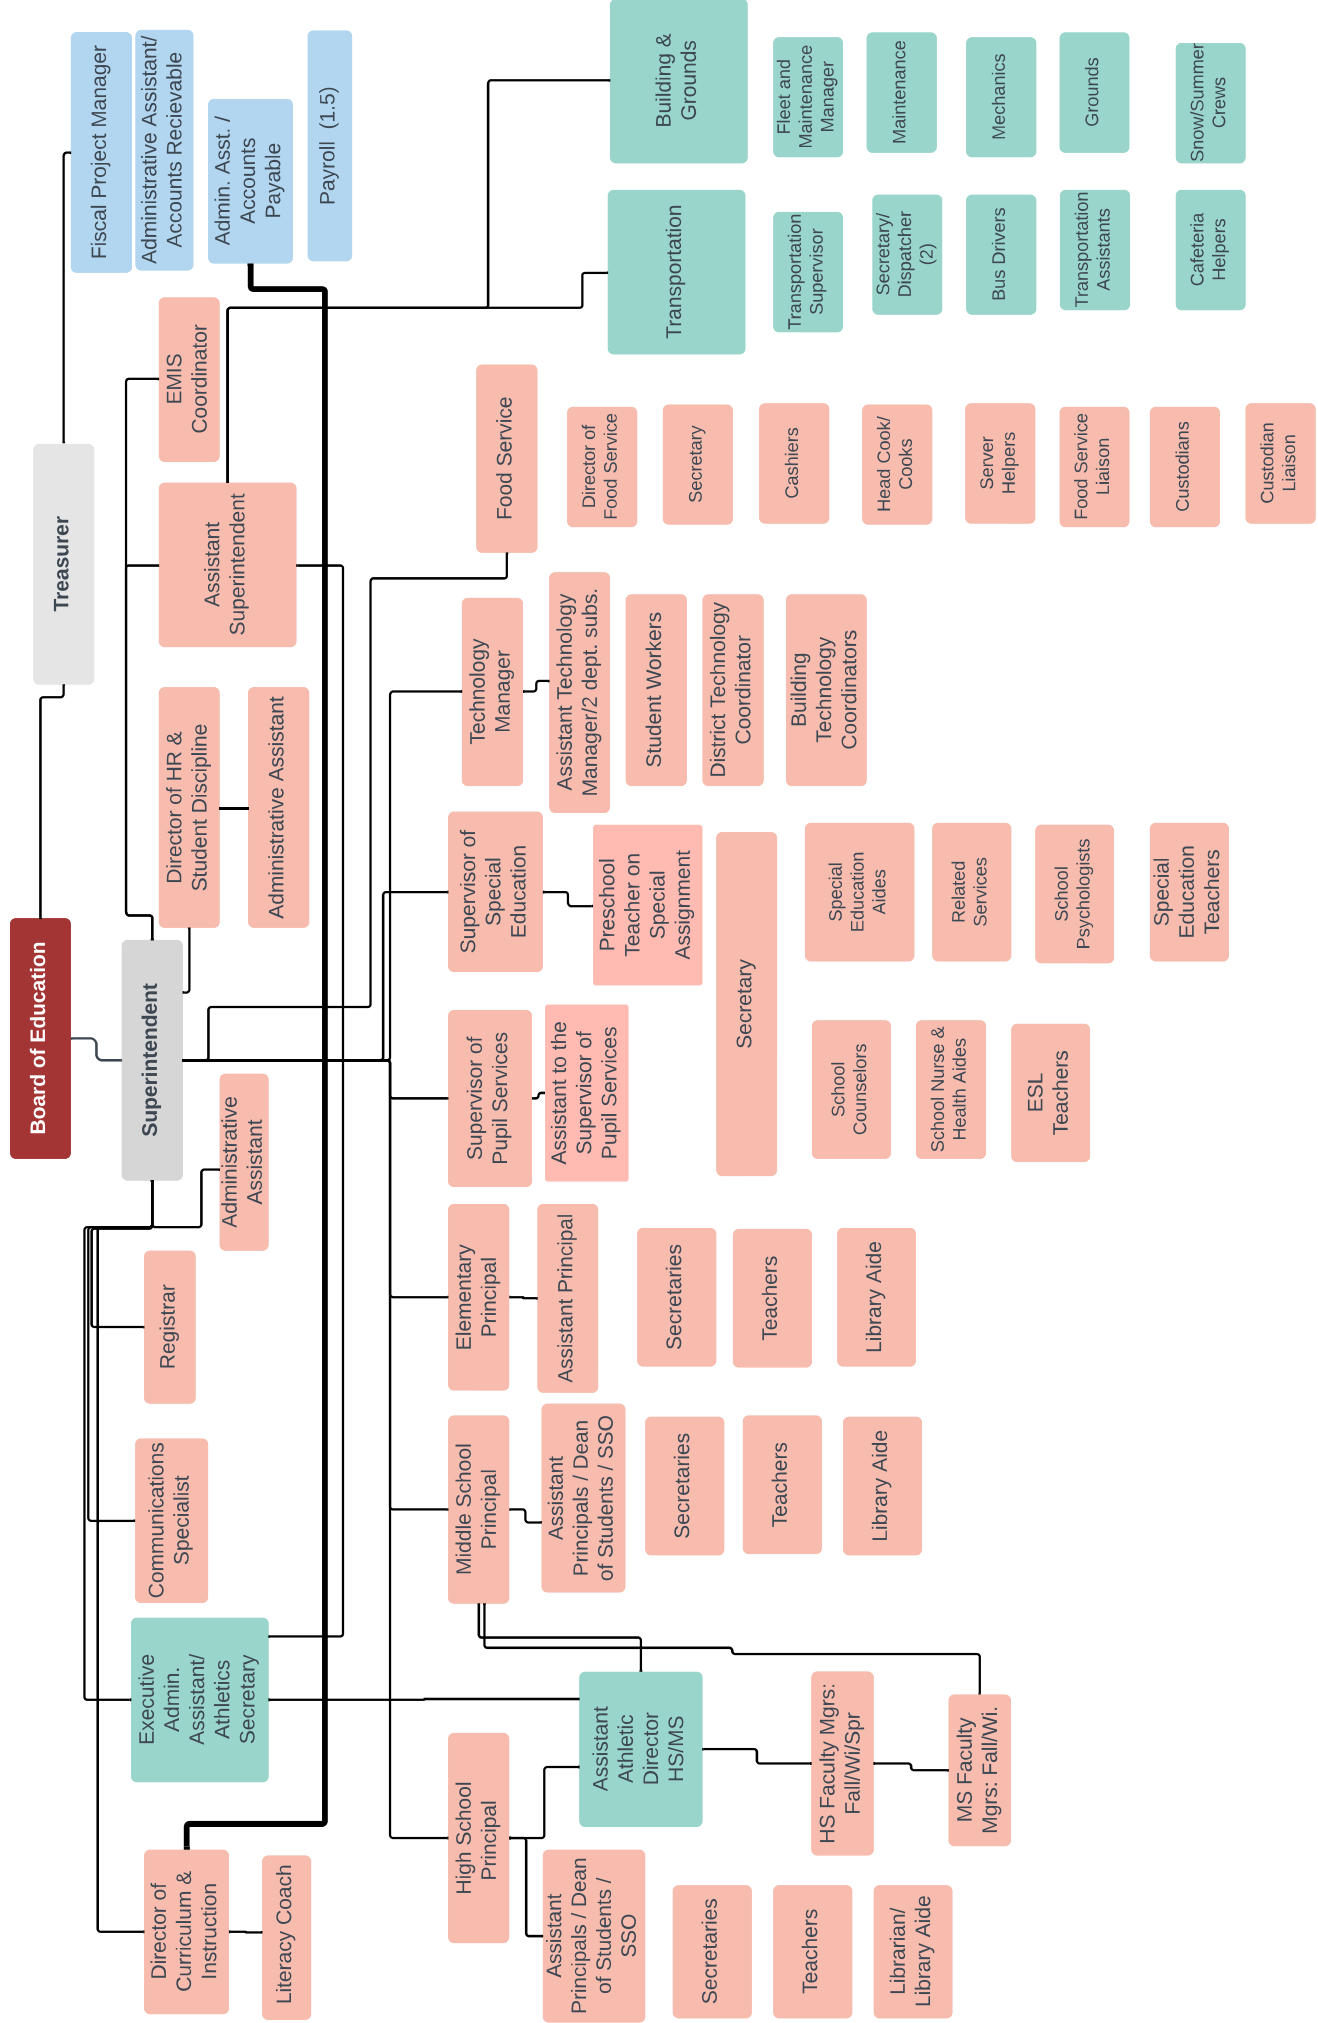 Board of Education
Treasurer
Superintendent
Fiscal Project Manager
Administrative Assistant/
Accounts Recievable
Admin. Asst. /
Accounts
Payable
Payroll  (1.5)
Director of
Curriculum &
Instruction
Literacy Coach
Executive
Admin.
Assistant/
Athletics
Secretary
Communications
Specialist
Registrar
Administrative
Assistant
Director of HR &
Student Discipline
Administrative Assistant
Assistant
Superintendent
EMIS
Coordinator
High School
Principal
Assistant
Principals / Dean
of Students /
SSO
Secretaries
Teachers
Librarian/
Library Aide
Assistant
Athletic
Director
HS/MS
HS Faculty Mgrs:
Fall/Wi/Spr
MS Faculty
Mgrs: Fall/Wi.
Middle School
Principal
Assistant
Principals / Dean
of Students / SSO
Secretaries
Teachers
Library Aide
Elementary
Principal
Assistant Principal
Secretaries
Teachers
Library Aide
Supervisor of
Pupil Services
Assistant to the
Supervisor of
Pupil Services
Supervisor of
Special
Education
Preschool
Teacher on
Special
Assignment
Secretary
School
Counselors
School Nurse &
Health Aides
ESL
Teachers
Special
Education
Aides
Related
Services
School
Psychologists
Special
Education
Teachers
Technology
Manager
Assistant Technology
Manager/2 dept. subs.
Student Workers
District Technology
Coordinator
Building
Technology
Coordinators
Food Service
Director of
Food Service
Secretary
Cashiers
Head Cook/
Cooks
Server
Helpers
Food Service
Liaison
Custodians
Custodian
Liaison
Transportation
Transportation
Supervisor
Secretary/
Dispatcher
(2)
Bus Drivers
Transportation
Assistants
Cafeteria
Helpers
Building &
Grounds
Fleet and
Maintenance
Manager
Maintenance
Mechanics
Grounds
Snow/Summer
Crews